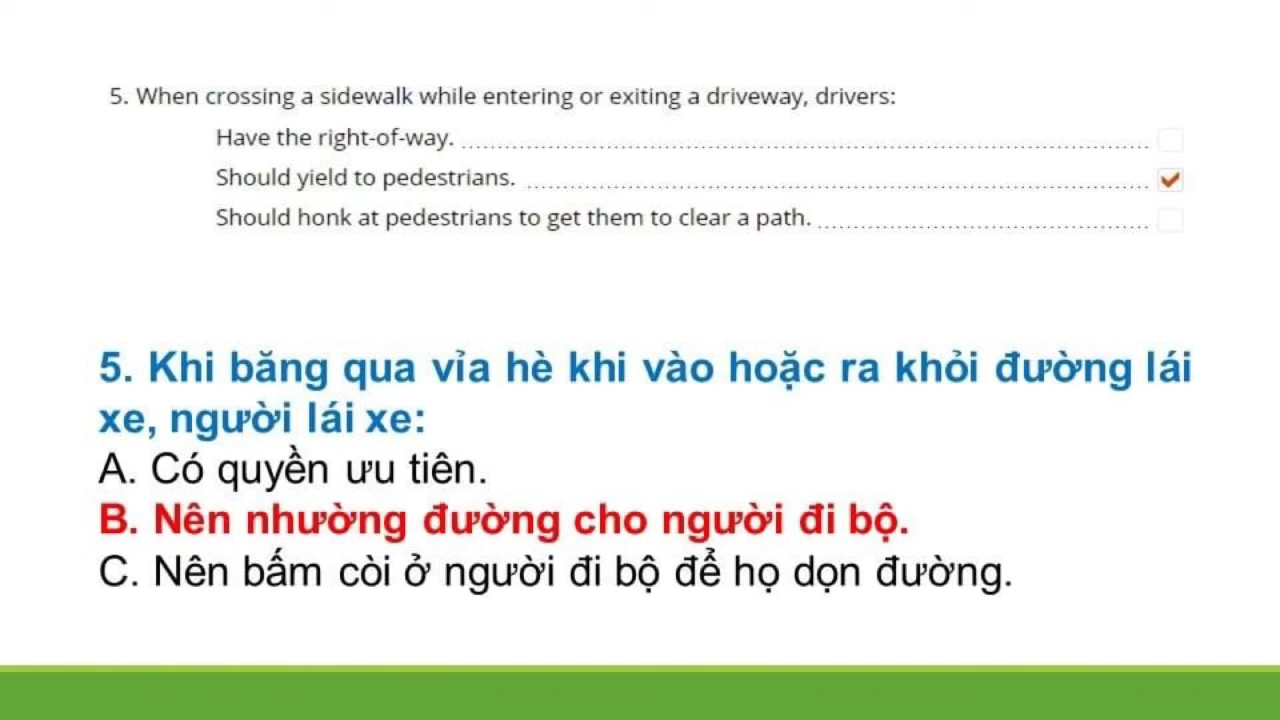 5. When crossing a sidewalk while entering or exiting a driveway, drivers:
Have the right-of-way.
Should yield to pedestrians.
Should honk at pedestrians to get them to clear a path.
5. Khi băng qua vỉa hè khi vào hoặc ra khỏi đường lái
xe, người lái xe:
A. Có quyền ưu tiên.
B. Nên nhường đường cho người đi bộ.
C. Nên bấm còi ở người đi bộ để họ dọn đường.